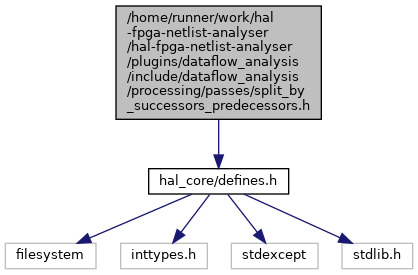 /home/runner/work/hal
-fpga-netlist-analyser
/hal-fpga-netlist-analyser
/plugins/dataflow_analysis
/include/dataflow_analysis
/processing/passes/split_by
_successors_predecessors.h
hal_core/defines.h
filesystem
inttypes.h
stdexcept
stdlib.h